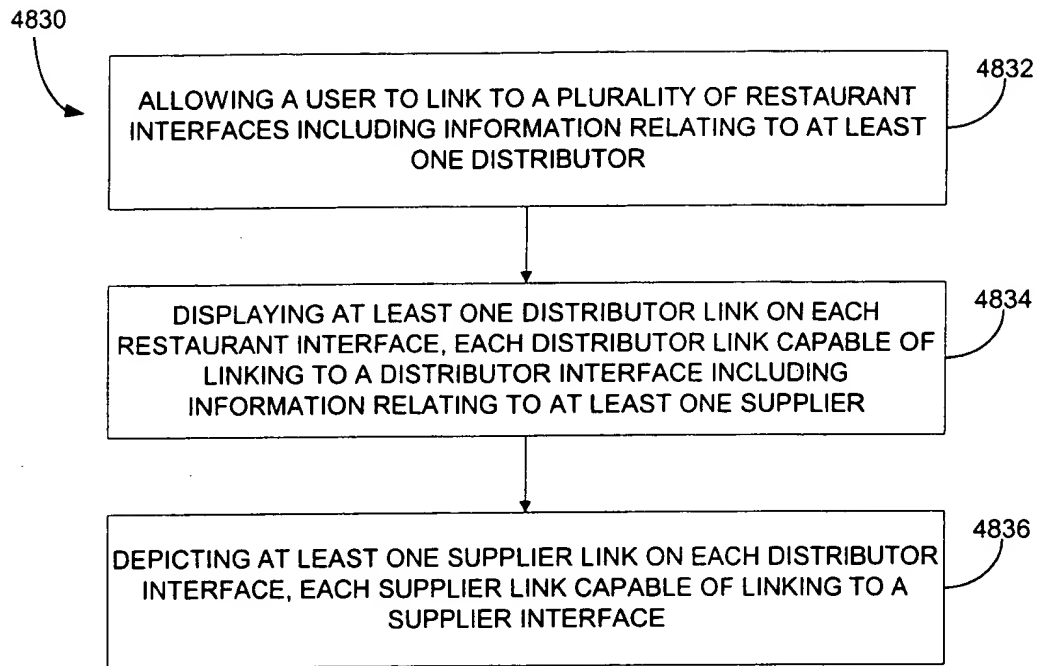 4830
4832
ALLOWING A USER TO LINK TO A PLURALITY OF RESTAURANT
INTERFACES INCLUDING INFORMATION RELATING TO AT LEAST
ONE DISTRIBUTOR
4834
DISPLAYING AT LEAST ONE DISTRIBUTOR LINK ON EACH
RESTAURANT INTERFACE, EACH DISTRIBUTOR LINK CAPABLE OF
LINKING TO A DISTRIBUTOR INTERFACE INCLUDING
INFORMATION RELATING TO AT LEAST ONE SUPPLIER
4836
DEPICTING AT LEAST ONE SUPPLIER LINK ON EACH DISTRIBUTOR
INTERFACE, EACH SUPPLIER LINK CAPABLE OF LINKING TO A
SUPPLIER INTERFACE